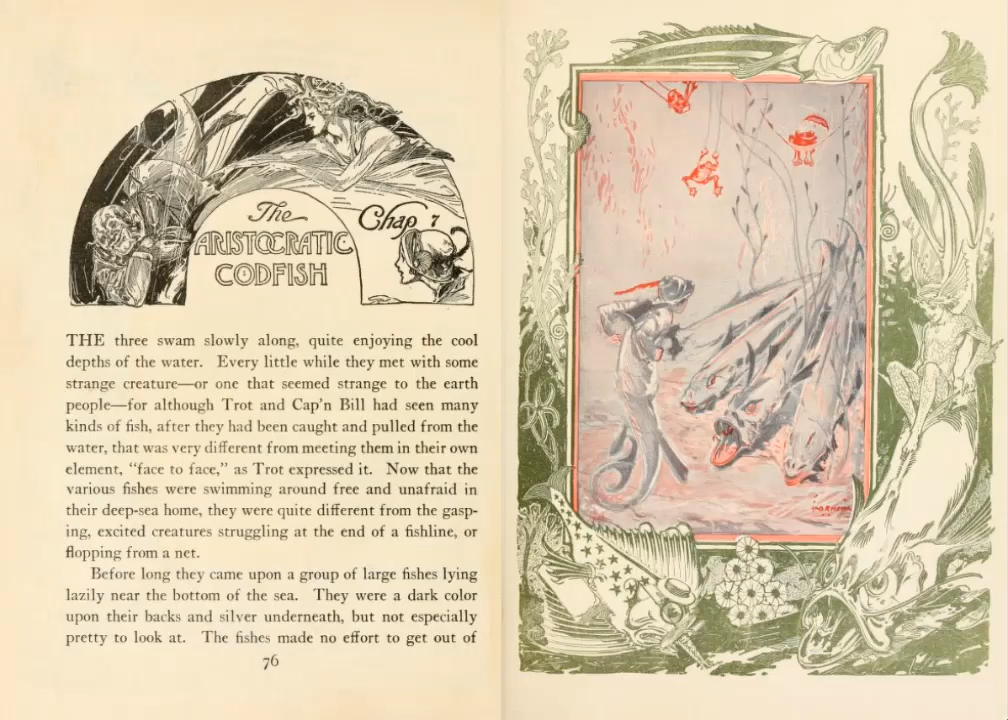 The
ARISTOCRATIC
CODFISH
Chap 7
THE three swam slowly along, quite enjoying the cool
depths of the water. Every little while they met with some
strange creature—or one that seemed strange to the earth
people—for although Trot and Cap'n Bill had seen many
kinds of fish, after they had been caught and pulled from the
water, that was very different from meeting them in their own
element, "face to face," as Trot expressed it. Now that the
various fishes were swimming around free and unafraid in
their deep-sea home, they were quite different from the gasp-
ing, excited creatures struggling at the end of a fishline, or
flopping from a net.
Before long they came upon a group of large fishes lying
lazily near the bottom of the sea. They were a dark color
upon their backs and silver underneath, but not especially
pretty to look at. The fishes made no effort to get out of
76